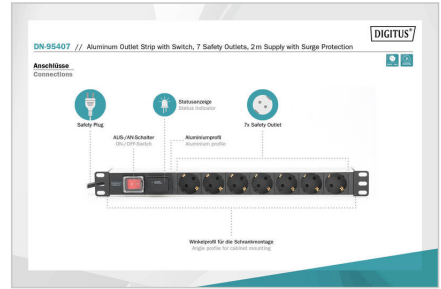 DIGITUS®
DN-95407 // Aluminum Outlet Strip with Switch, 7 Safety Outlets, 2 m Supply with Surge Protection
Anschlüsse
Connections
Safety Plug
Statusanzeige
Status indicator
7x Safety Outlet
AUS-/AN-Schalter
ON-/OFF-Switch
Aluminiumprofil
Aluminium profile
Winkelprofil für die Schrankmontage
Angle profile for cabinet mounting